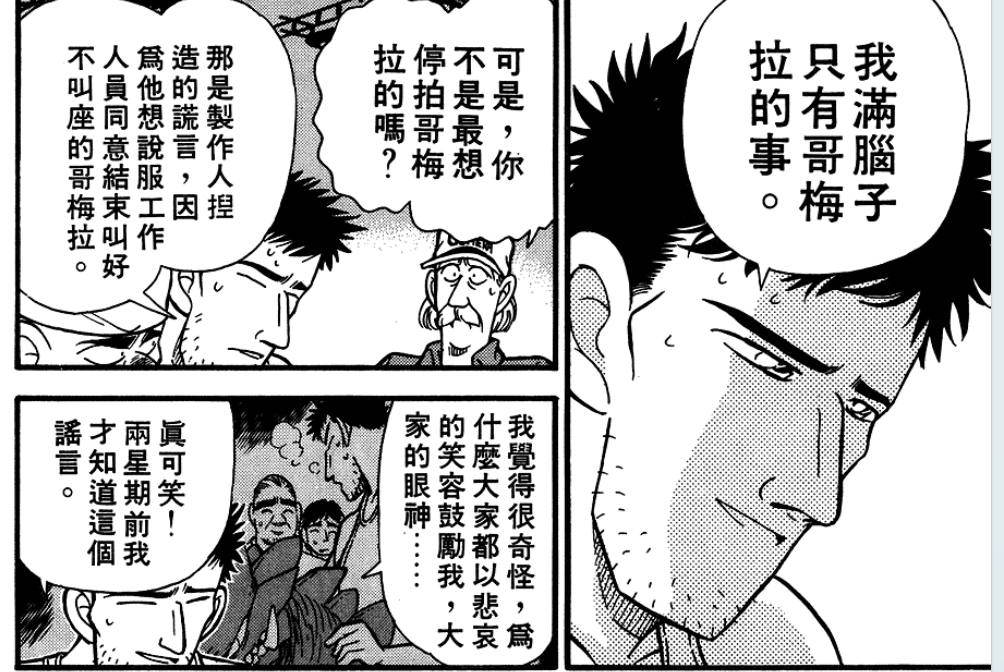 我滿腦子
只有哥梅
拉的事。
可是，你
不是最想
停拍哥梅
拉的嗎？
那是製作人捏
造的謊言，因
爲他想說服工作
人員同意結束叫好
不叫座的哥梅拉。
我覺得很奇怪，爲
什麼大家都以悲哀
的笑容鼓勵我，大
家的眼神……
眞可笑！
兩星期前我
才知道這個
謠言。